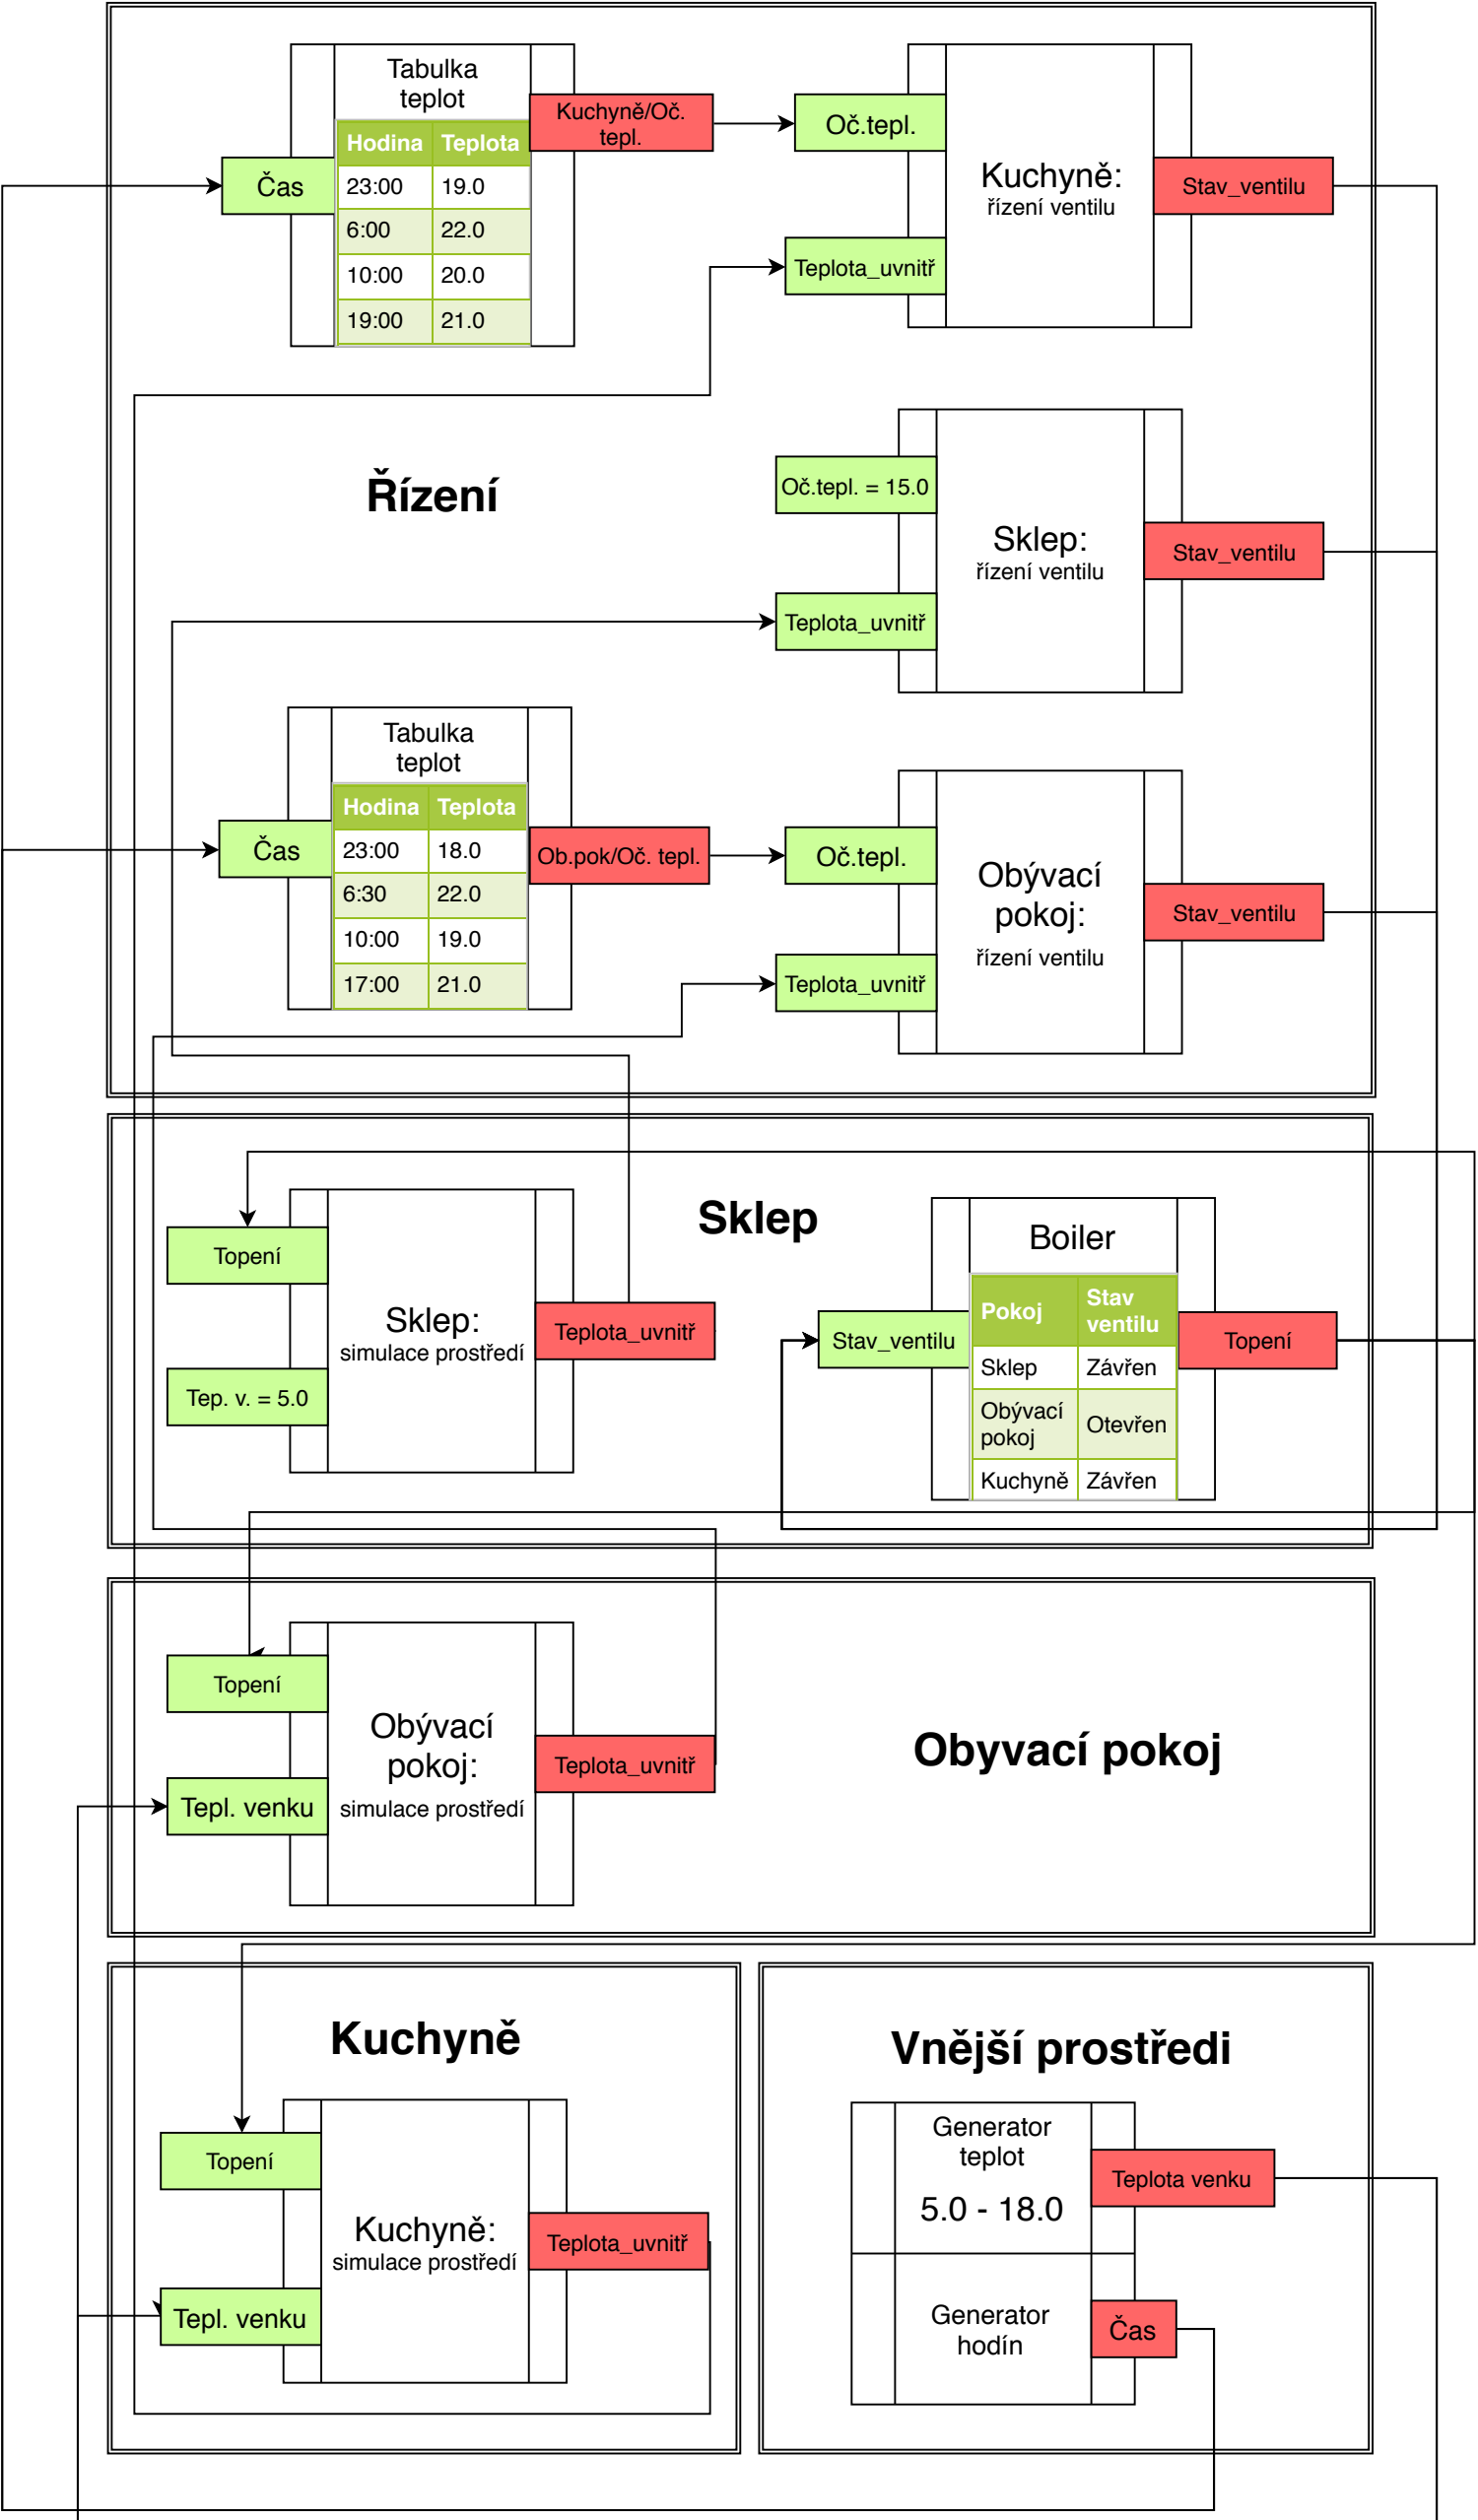 Tabulka
teplot
Hodina Teplota
23:00 19.0
6:00 22.0
10:00 20.0
19:00 21.0
Čas
Kuchyně/Oč.
tepl.
Oč.tepl.
Teplota_uvnitř
Kuchyně:
řízení ventilu
Stav_ventilu
Řízení
Oč.tepl. = 15.0
Teplota_uvnitř
Sklep:
řízení ventilu
Stav_ventilu
Tabulka
teplot
Hodina Teplota
23:00 18.0
6:30 22.0
10:00 19.0
17:00 21.0
Čas
Ob.pok/Oč. tepl.
Oč.tepl.
Teplota_uvnitř
Obývací
pokoj:
řízení ventilu
Stav_ventilu
Sklep
Topení
Tep. v. = 5.0
Sklep:
simulace prostředí
Teplota_uvnitř
Boiler
Pokoj Stav
ventilu
Sklep Závřen
Obývací
pokoj Otevřen
Kuchyně Závřen
Stav_ventilu
Topení
Topení
Tepl. venku
Obývací
pokoj:
simulace prostředí
Teplota_uvnitř
Obyvací pokoj
Kuchyně
Topení
Tepl. venku
Kuchyně:
simulace prostředí
Teplota_uvnitř
Vnější prostředi
Generator
teplot
5.0 - 18.0
Teplota venku
Generator
hodín
Čas